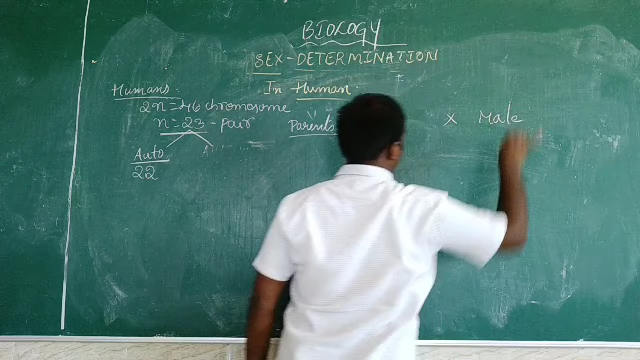 BIOLOGY
SEX-DETERMINATION
Humans. In Human.
2n=46 chromosome
n=23-pair Parents × Male
Auto
22